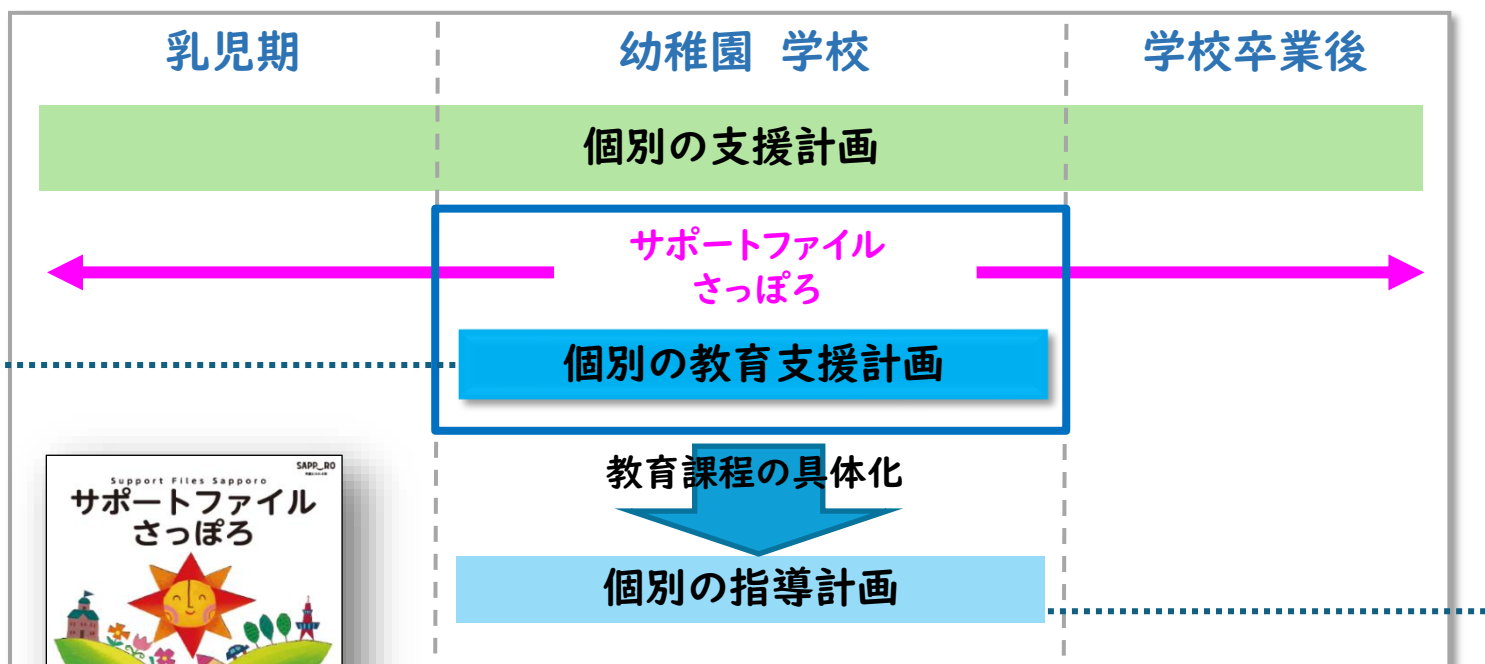 乳児期
幼稚園 学校
学校卒業後
個別の支援計画
サポートファイル
さっぽろ
個別の教育支援計画
教育課程の具体化
個別の指導計画
SAPP_RO
Support Files Sapporo
サポートファイル
さっぽろ